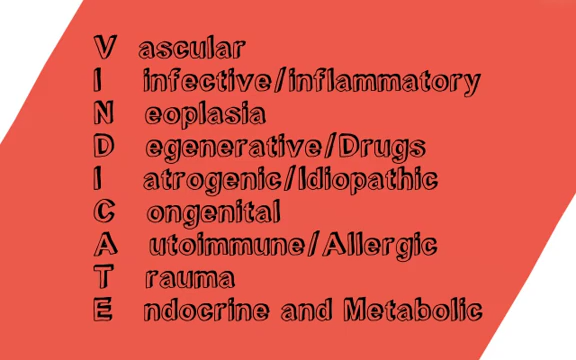 V ascular
I infective/inflammatory
N eoplasia
D egenerative/Drugs
I atrogenic/Idiopathic
C ongenital
A utoimmune/Allergic
T rauma
E ndocrine and Metabolic